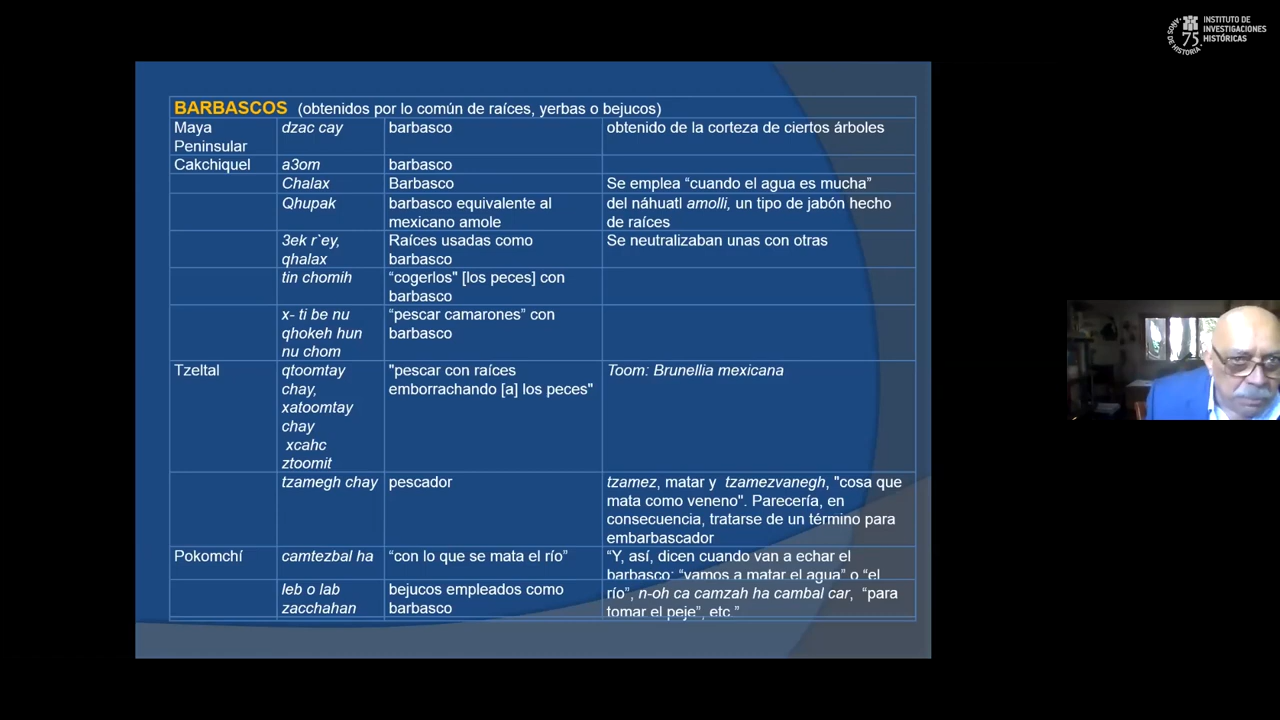 INSTITUTO DE
INVESTIGACIONES
HISTÓRICAS
75
AÑOS DE HISTORIA
BARBASCOS (obtenidos por lo común de raíces, yerbas o bejucos)
Maya Peninsular dzac cay barbasco obtenido de la corteza de ciertos árboles
Cakchiquel a3om barbasco
Chalax Barbasco Se emplea “cuando el agua es mucha”
Qhupak barbasco equivalente al mexicano amole del náhuatl amolli, un tipo de jabón hecho de raíces
3ek r`ey, qhalax Raíces usadas como barbasco Se neutralizaban unas con otras
tin chomih “cogerlos" [los peces] con barbasco
x- ti be nu qhokeh hun nu chom “pescar camarones” con barbasco
Tzeltal qtoomtay chay, xatoomtay chay xcahc ztoomit "pescar con raíces emborrachando [a] los peces" Toom: Brunellia mexicana
tzamegh chay pescador tzamez, matar y tzamezvanegh, "cosa que mata como veneno". Parecería, en consecuencia, tratarse de un término para embarbascador
Pokomchí camtezbal ha “con lo que se mata el río” “Y, así, dicen cuando van a echar el barbasco: “vamos a matar el agua” o “el
leb o lab zacchahan bejucos empleados como barbasco río”, n-oh ca camzah ha cambal car, “para tomar el peje”, etc.”